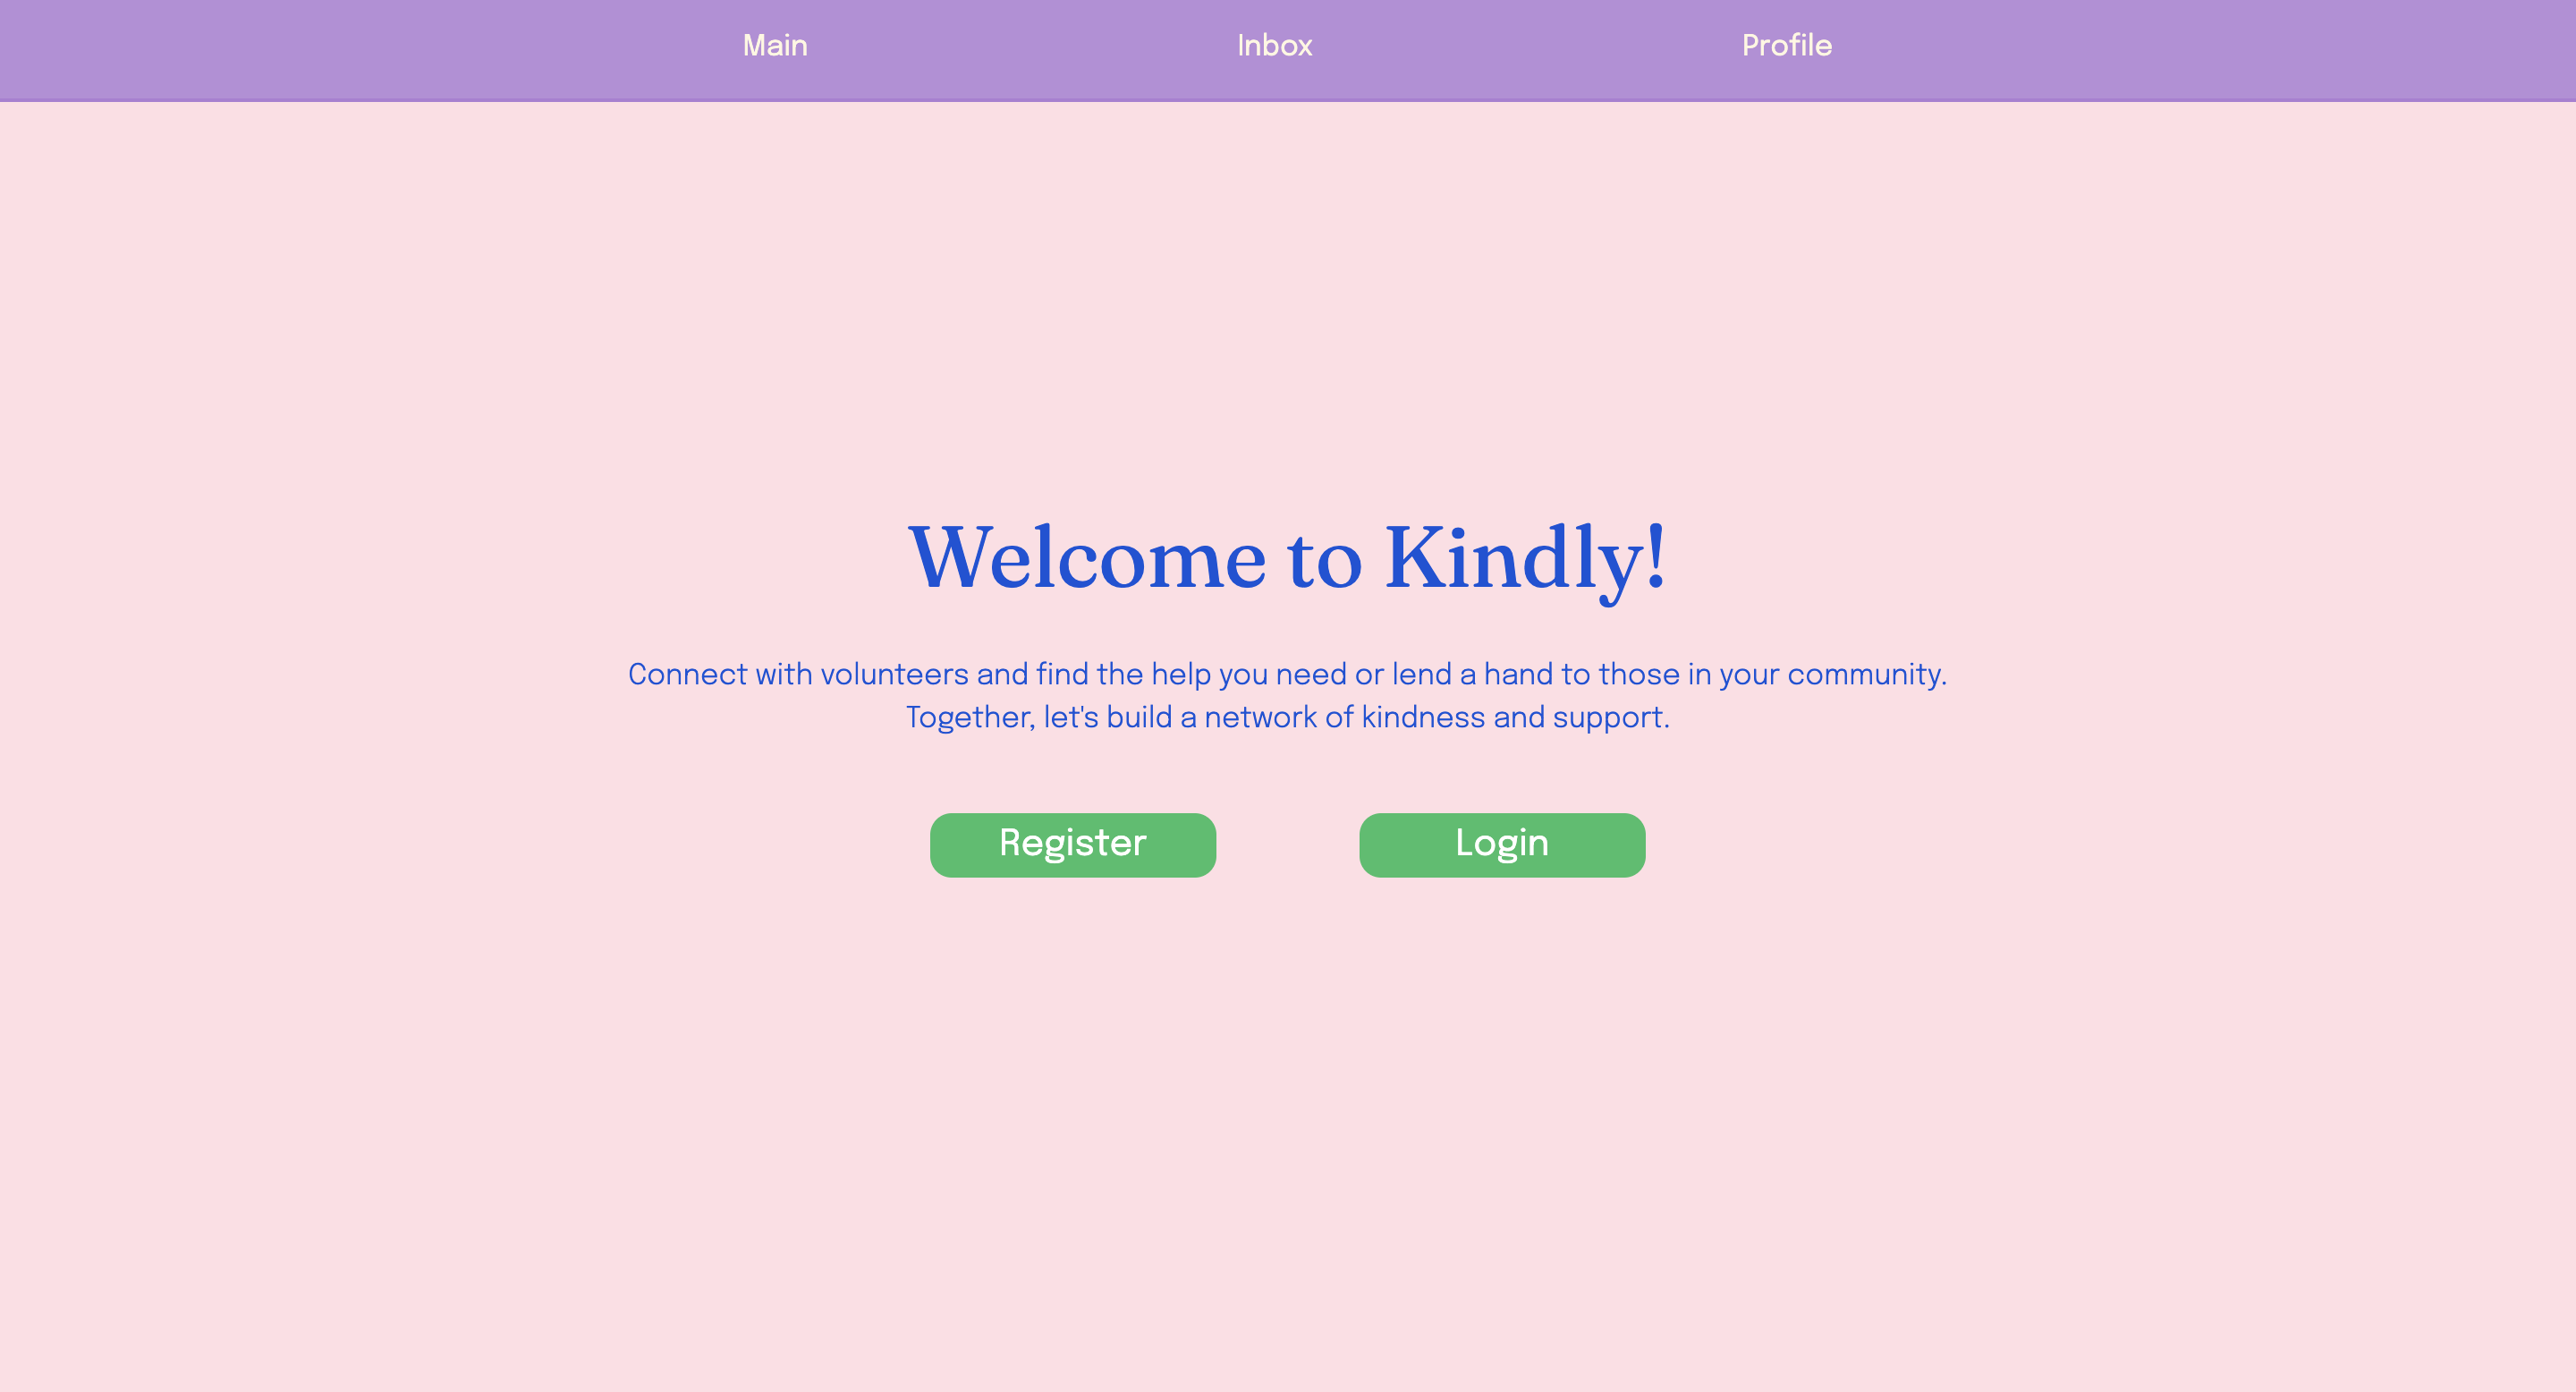 Main Inbox Profile
Welcome to Kindly!
Connect with volunteers and find the help you need or lend a hand to those in your community.
Together, let's build a network of kindness and support.
Register Login